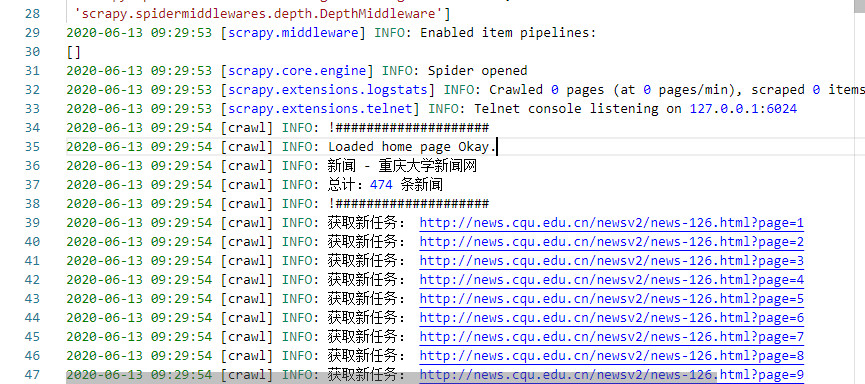 28 'scrapy.spidermiddlewares.depth.DepthMiddleware']
29 2020-06-13 09:29:53 [scrapy.middleware] INFO: Enabled item pipelines:
30 []
31 2020-06-13 09:29:53 [scrapy.core.engine] INFO: Spider opened
32 2020-06-13 09:29:53 [scrapy.extensions.logstats] INFO: Crawled 0 pages (at 0 pages/min), scraped 0 items
33 2020-06-13 09:29:53 [scrapy.extensions.telnet] INFO: Telnet console listening on 127.0.0.1:6024
34 2020-06-13 09:29:54 [crawl] INFO: !####################
35 2020-06-13 09:29:54 [crawl] INFO: Loaded home page Okay.
36 2020-06-13 09:29:54 [crawl] INFO: 新闻 - 重庆大学新闻网
37 2020-06-13 09:29:54 [crawl] INFO: 总计：474 条新闻
38 2020-06-13 09:29:54 [crawl] INFO: !####################
39 2020-06-13 09:29:54 [crawl] INFO: 获取新任务： http://news.cqu.edu.cn/newsv2/news-126.html?page=1
40 2020-06-13 09:29:54 [crawl] INFO: 获取新任务： http://news.cqu.edu.cn/newsv2/news-126.html?page=2
41 2020-06-13 09:29:54 [crawl] INFO: 获取新任务： http://news.cqu.edu.cn/newsv2/news-126.html?page=3
42 2020-06-13 09:29:54 [crawl] INFO: 获取新任务： http://news.cqu.edu.cn/newsv2/news-126.html?page=4
43 2020-06-13 09:29:54 [crawl] INFO: 获取新任务： http://news.cqu.edu.cn/newsv2/news-126.html?page=5
44 2020-06-13 09:29:54 [crawl] INFO: 获取新任务： http://news.cqu.edu.cn/newsv2/news-126.html?page=6
45 2020-06-13 09:29:54 [crawl] INFO: 获取新任务： http://news.cqu.edu.cn/newsv2/news-126.html?page=7
46 2020-06-13 09:29:54 [crawl] INFO: 获取新任务： http://news.cqu.edu.cn/newsv2/news-126.html?page=8
47 2020-06-13 09:29:54 [crawl] INFO: 获取新任务： http://news.cqu.edu.cn/newsv2/news-126.html?page=9